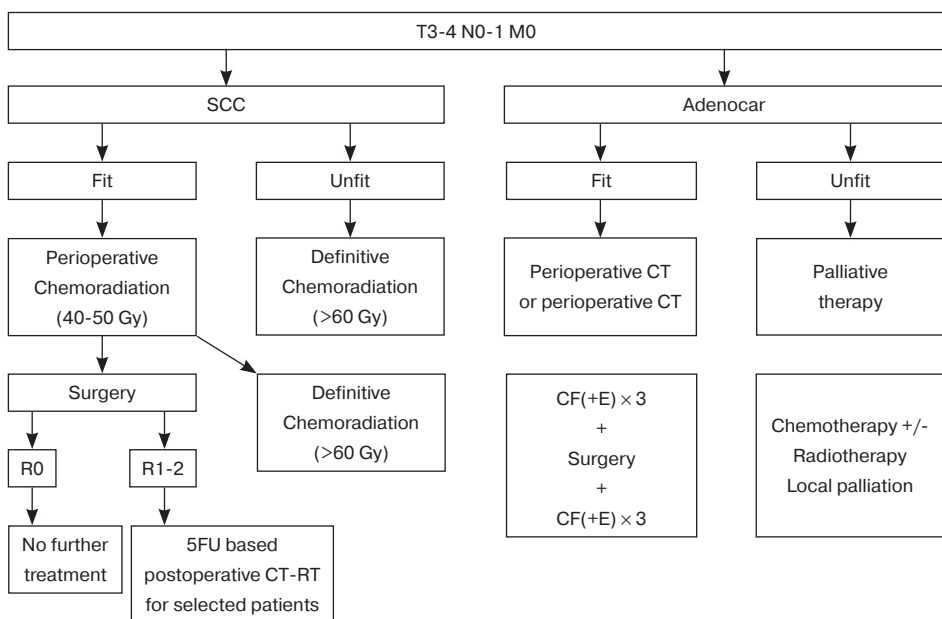 T3-4 N0-1 M0
SCC
Adenocar
Fit
Unfit
Fit
Unfit
Perioperative
Chemoradiation
(40-50 Gy)
Definitive
Chemoradiation
(>60 Gy)
Perioperative CT
or perioperative CT
Palliative
therapy
Surgery
Definitive
Chemoradiation
(>60 Gy)
CF(+E) × 3
+
Surgery
+
CF(+E) × 3
Chemotherapy +/-
Radiotherapy
Local palliation
R0
R1-2
No further
treatment
5FU based
postoperative CT-RT
for selected patients